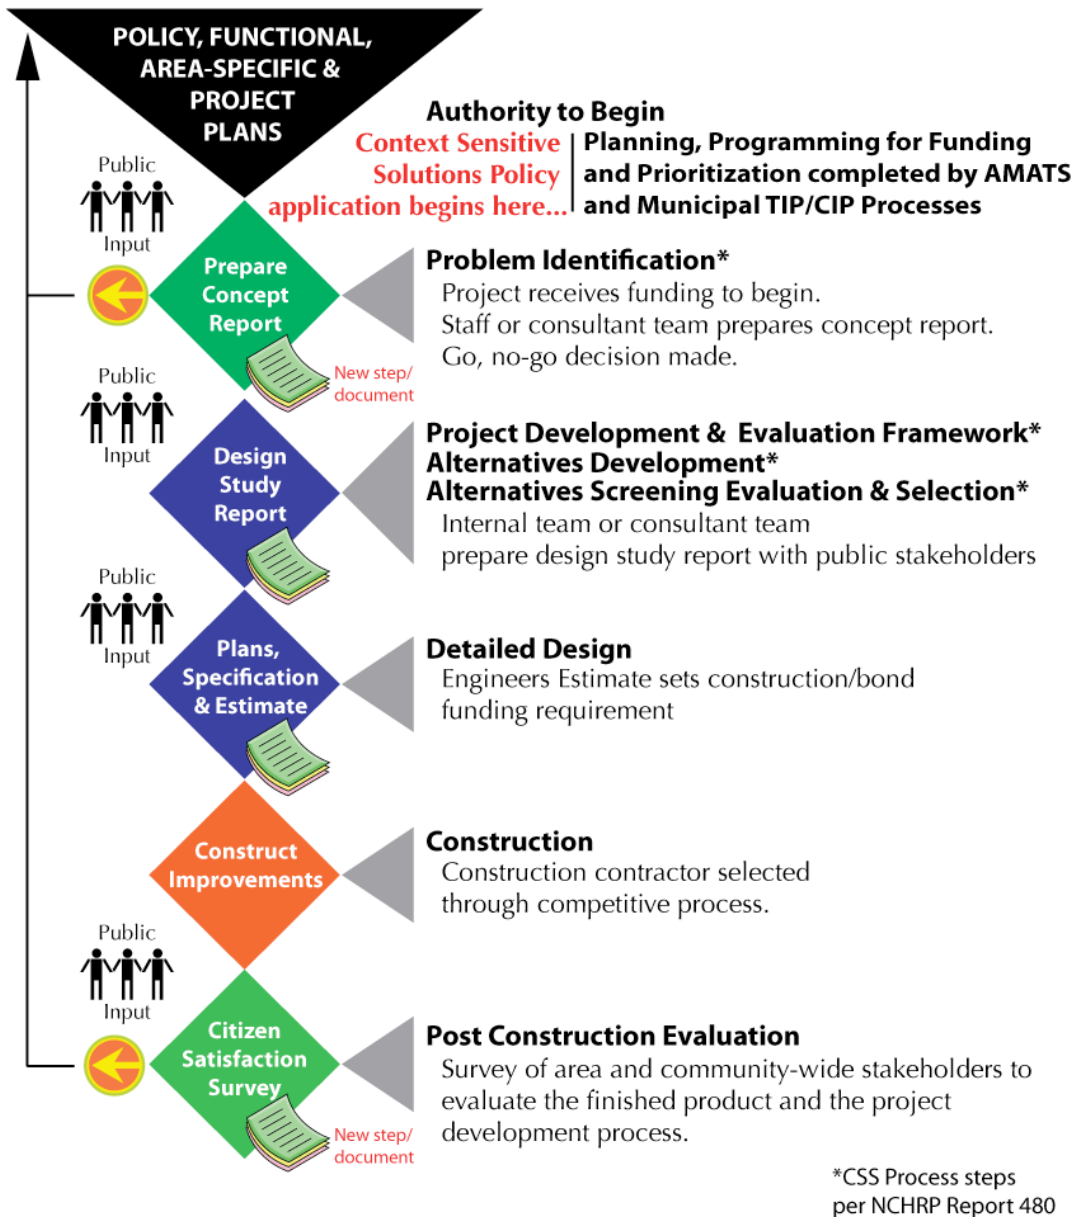 POLICY, FUNCTIONAL,
AREA-SPECIFIC &
PROJECT
PLANS
Authority to Begin
Context Sensitive
Solutions Policy
application begins here...
Planning, Programming for Funding
and Prioritization completed by AMATS
and Municipal TIP/CIP Processes
Public
Input
Prepare
Concept
Report
New step/
document
Problem Identification*
Project receives funding to begin.
Staff or consultant team prepares concept report.
Go, no-go decision made.
Public
Input
Design
Study
Report
Project Development & Evaluation Framework*
Alternatives Development*
Alternatives Screening Evaluation & Selection*
Internal team or consultant team
prepare design study report with public stakeholders
Public
Input
Plans,
Specification
& Estimate
Detailed Design
Engineers Estimate sets construction/bond
funding requirement
Construct
Improvements
Construction
Construction contractor selected
through competitive process.
Public
Input
Citizen
Satisfaction
Survey
New step/
document
Post Construction Evaluation
Survey of area and community-wide stakeholders to
evaluate the finished product and the project
development process.
*CSS Process steps
per NCHRP Report 480